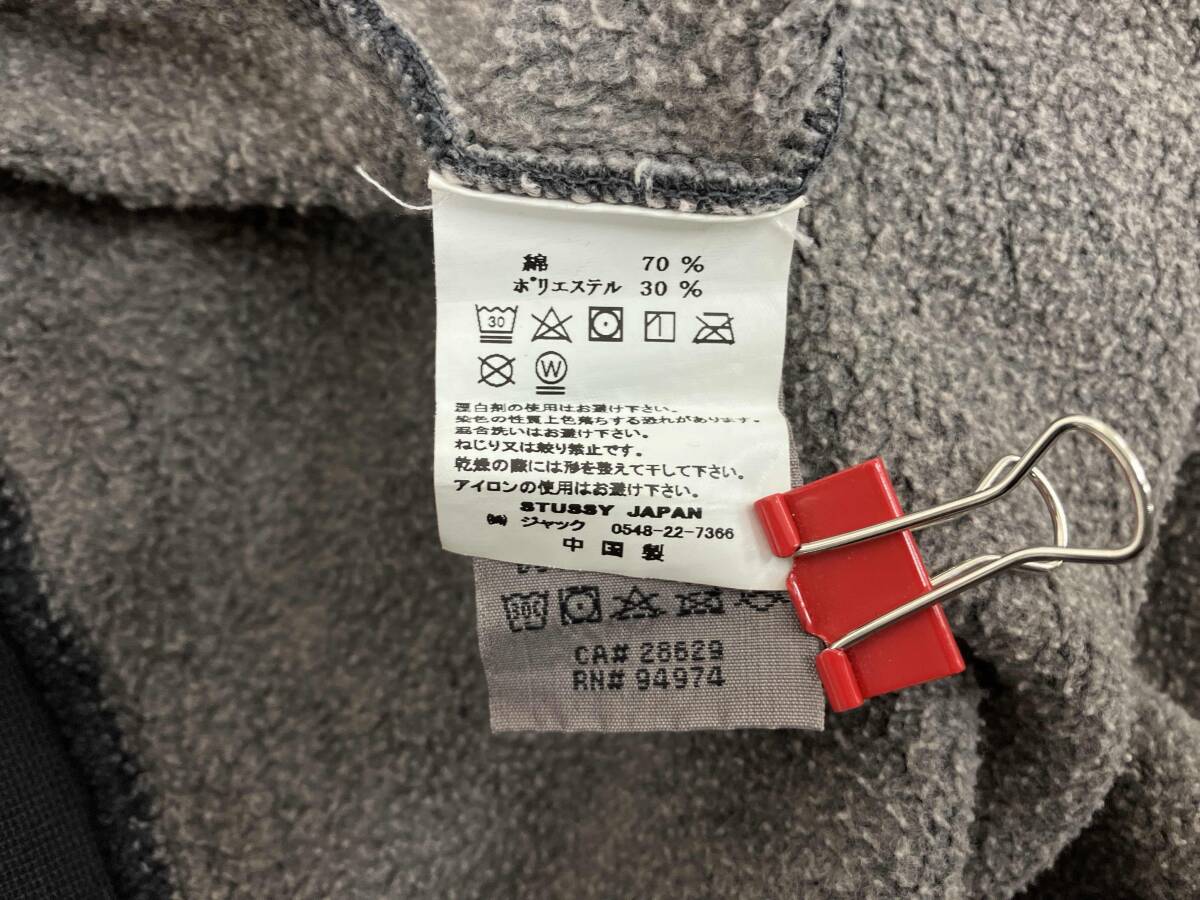 綿 70 %
ポリエステル 30 %
30
W
漂白剤の使用はお避け下さい。
染色の性質上色落ちする恐れがあります。
混合洗いはお避け下さい。
ねじり又は絞り禁止です。
乾燥の際には形を整えて干して下さい。
アイロンの使用はお避け下さい。
STUSSY JAPAN
㈱ ジャック 0548-22-7366
中国製
30C
CA# 28629
RN# 94974